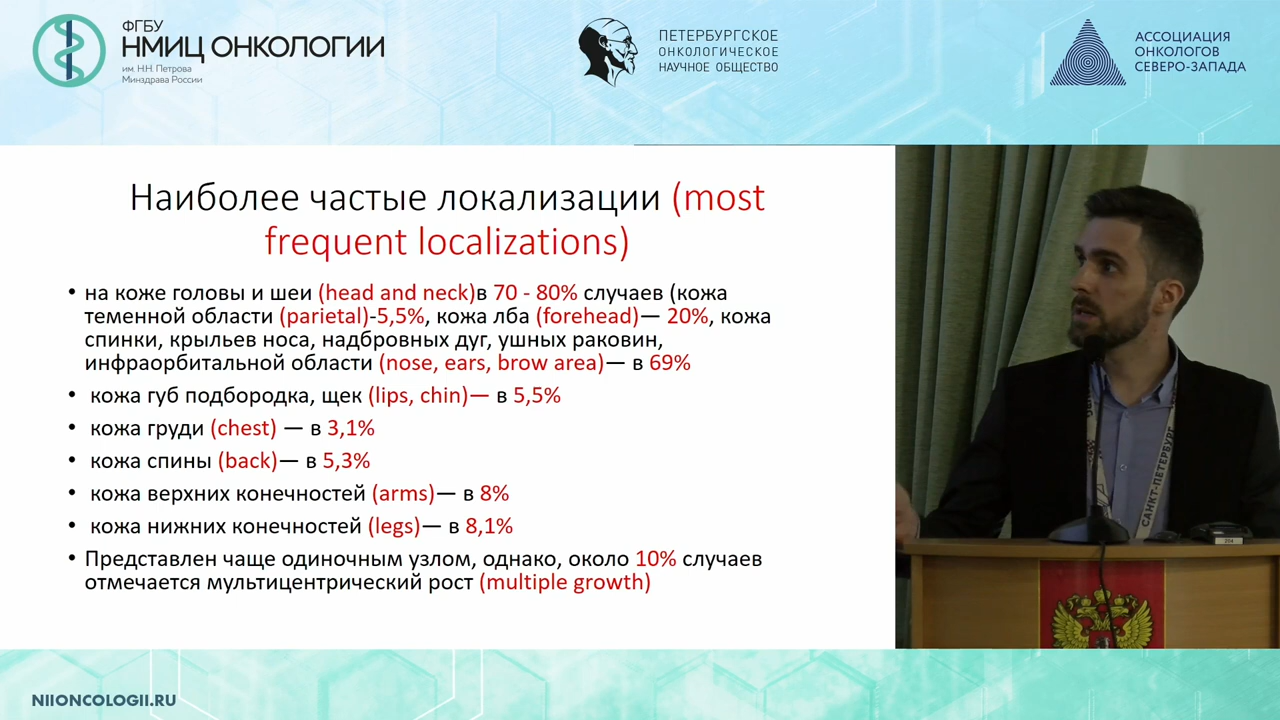 ФГБУ
НМИЦ ОНКОЛОГИИ
им. Н.Н. Петрова
Минздрава России
ПЕТЕРБУРГСКОЕ
ОНКОЛОГИЧЕСКОЕ
НАУЧНОЕ ОБЩЕСТВО
АССОЦИАЦИЯ
ОНКОЛОГОВ
СЕВЕРО-ЗАПАДА
Наиболее частые локализации (most
frequent localizations)
• на коже головы и шеи (head and neck)в 70 - 80% случаев (кожа
теменной области (parietal)-5,5%, кожа лба (forehead)— 20%, кожа
спинки, крыльев носа, надбровных дуг, ушных раковин,
инфраорбитальной области (nose, ears, brow area)— в 69%
• кожа губ подбородка, щек (lips, chin)— в 5,5%
• кожа груди (chest) — в 3,1%
• кожа спины (back)— в 5,3%
• кожа верхних конечностей (arms)— в 8%
• кожа нижних конечностей (legs)— в 8,1%
• Представлен чаще одиночным узлом, однако, около 10% случаев
отмечается мультицентрический рост (multiple growth)
САНКТ-ПЕТЕРБУРГ
204
NIIONCOLOGII.RU